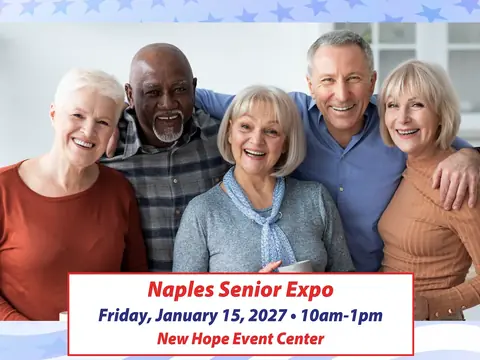 Naples Senior Expo
Friday, January 15, 2027 • 10am-1pm
New Hope Event Center